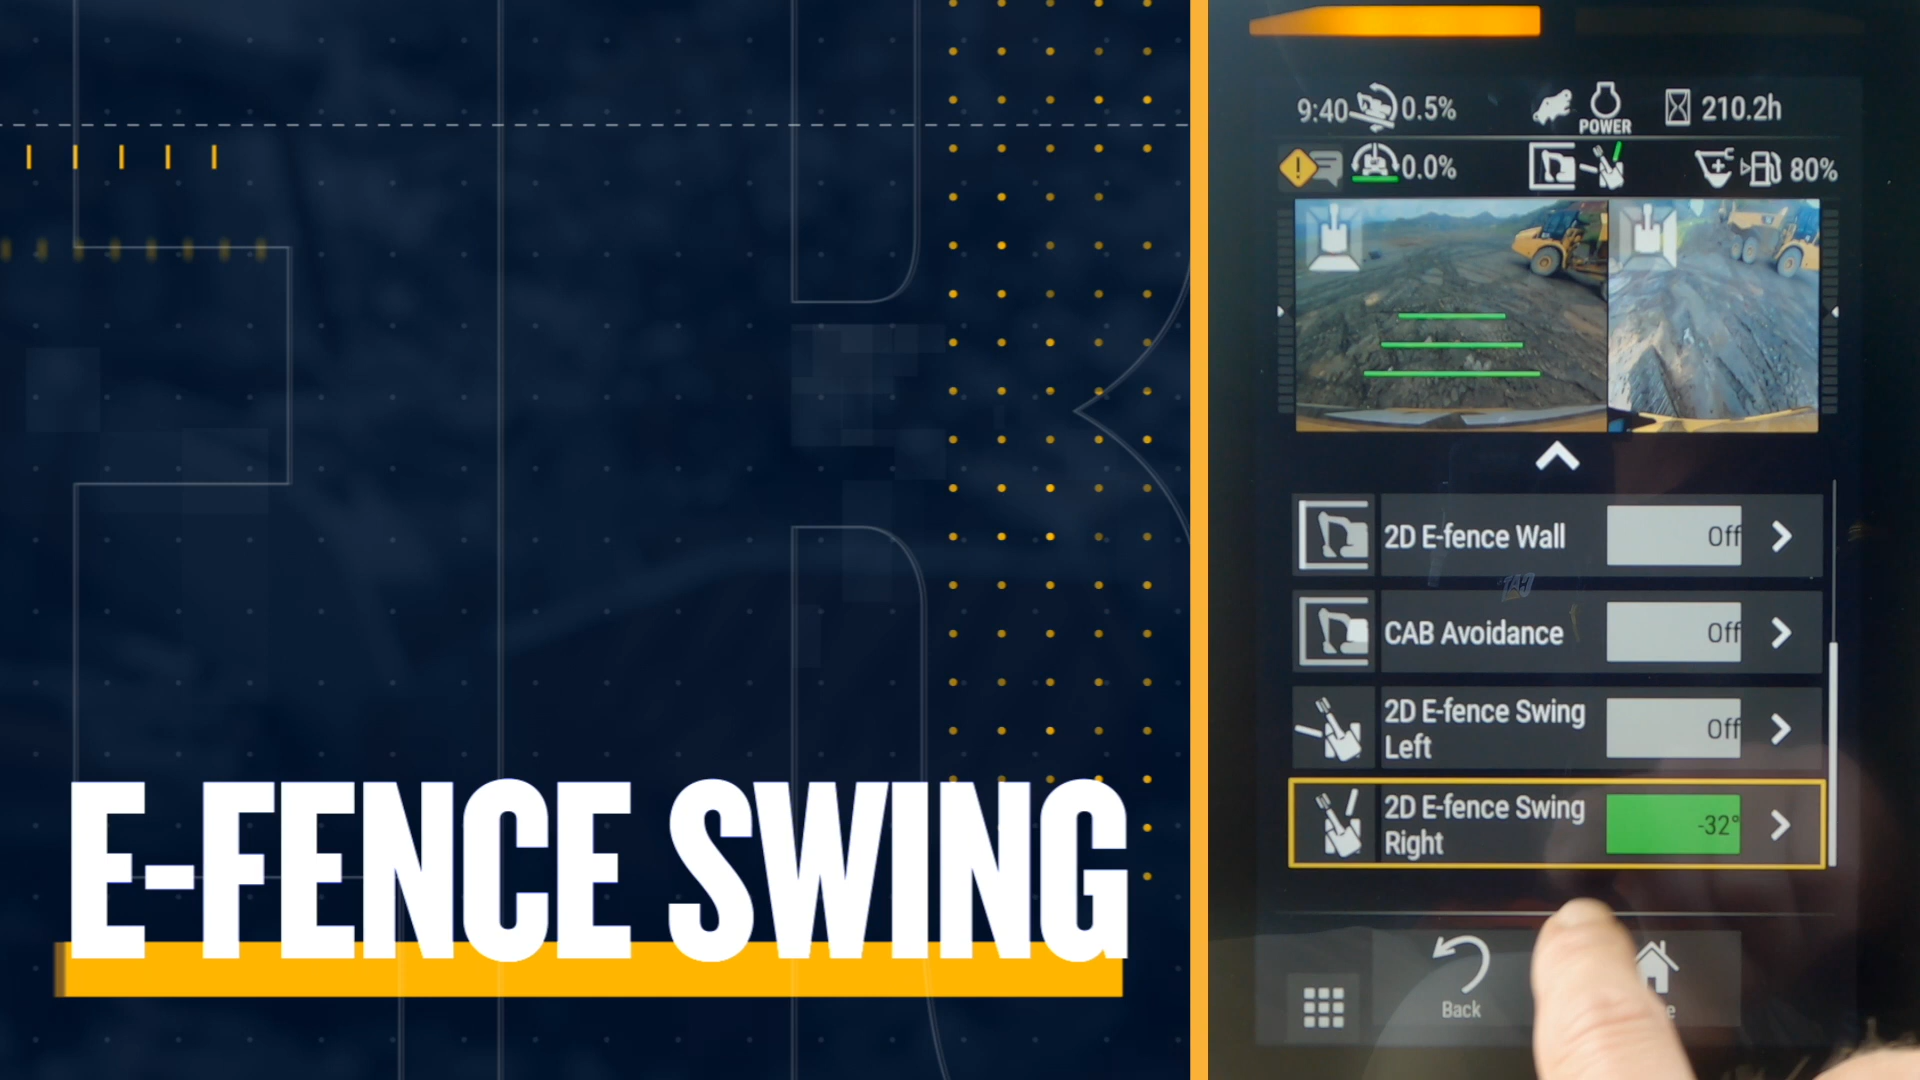 E-FENCE SWING
9:40 0.5% POWER 210.2h
0.0% 80%
2D E-fence Wall Off
CAB Avoidance Off
2D E-fence Swing
Left Off
2D E-fence Swing
Right -32°
Back
CAT